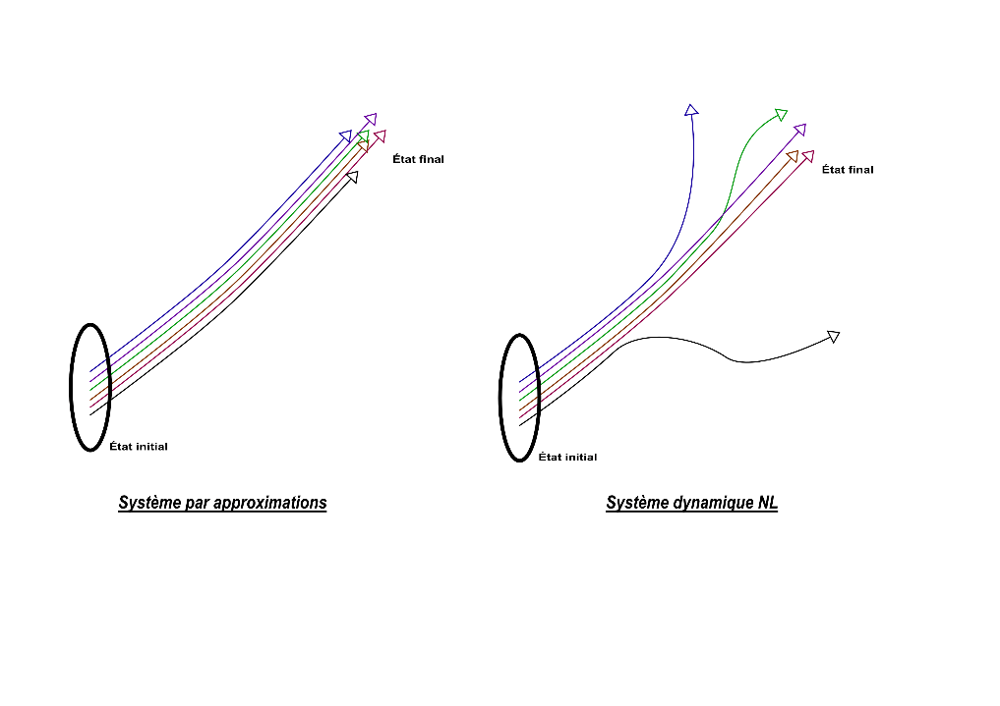 État final
État initial
Système par approximations
État final
État initial
Système dynamique NL